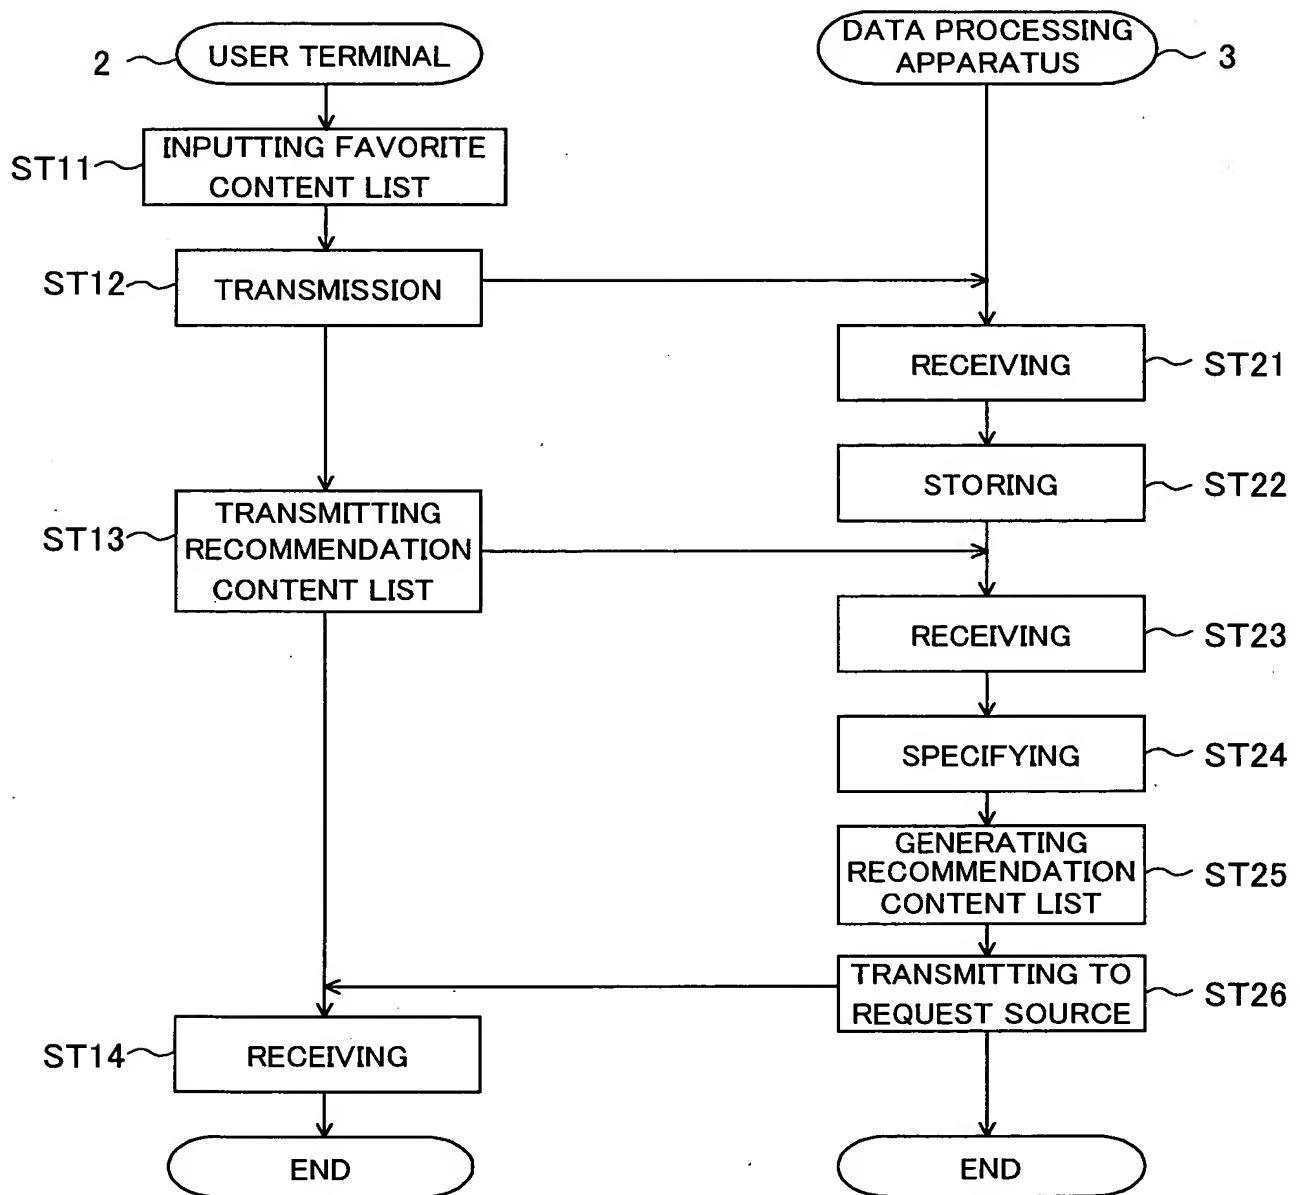 2
USER TERMINAL
DATA PROCESSING
APPARATUS
3
ST11
INPUTTING FAVORITE
CONTENT LIST
ST12
TRANSMISSION
RECEIVING
ST21
STORING
ST22
ST13
TRANSMITTING
RECOMMENDATION
CONTENT LIST
RECEIVING
ST23
SPECIFYING
ST24
GENERATING
RECOMMENDATION
CONTENT LIST
ST25
TRANSMITTING TO
REQUEST SOURCE
ST26
ST14
RECEIVING
END
END